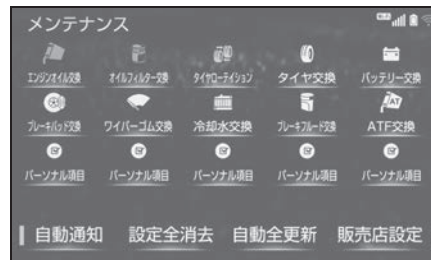 メンテナンス
エンジンオイル交換 オイルフィルター交換 タイヤローテイション タイヤ交換 バッテリー交換
ブレーキパッド交換 ワイパーゴム交換 冷却水交換 ブレーキフルード交換 ATF交換
パーソナル項目 パーソナル項目 パーソナル項目 パーソナル項目 パーソナル項目
自動通知 設定全消去 自動全更新 販売店設定